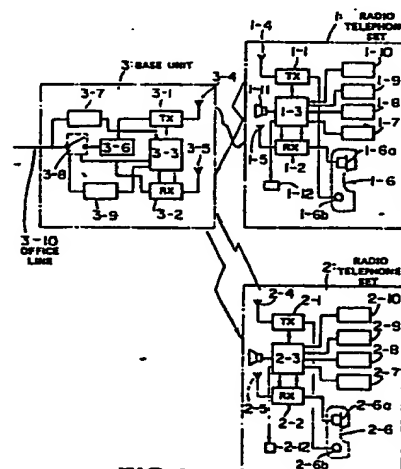 3: BASE UNIT
3-7
3-1
3-4
TX
3-6
3-3
3-8
3-5
RX
3-9
3-2
3-10
OFFICE
LINE
1:
RADIO
TELEPHONE
SET
1-4
1-1
1-10
TX
1-9
1-11
1-3
1-8
1-7
1-5
RX
1-6a
1-2
1-6
1-12
1-6b
2:
RADIO
TELEPHONE
SET
2-4
2-1
2-10
TX
2-9
2-3
2-8
2-7
RX
2-6a
2-5
2-2
2-6
2-12
2-6b